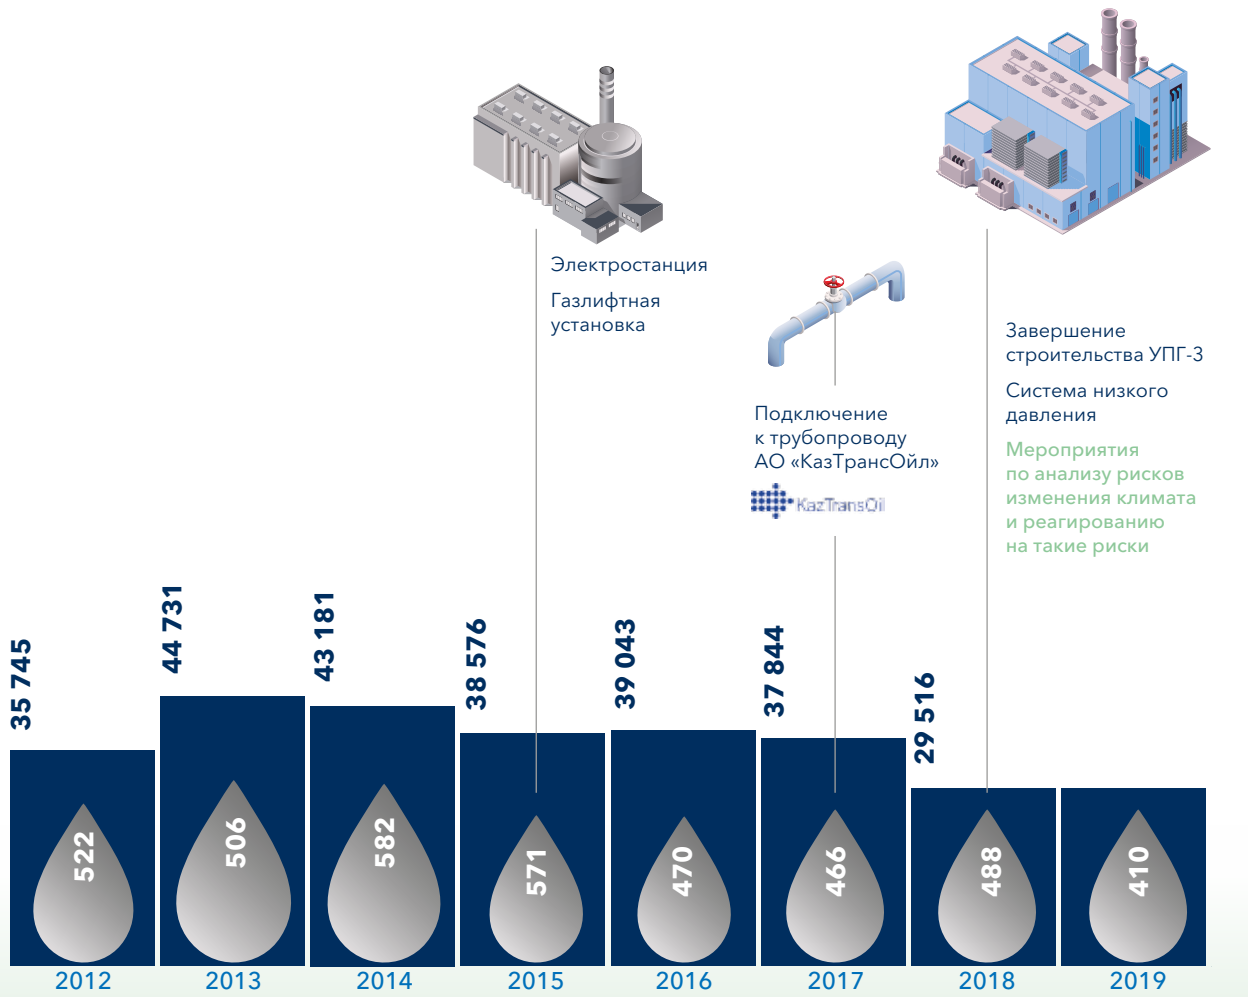 Электростанция
Газлифтная
установка
Подключение
к трубопроводу
АО «КазТрансОйл»
KazTransOil
Завершение
строительства УПГ-3
Система низкого
давления
Мероприятия
по анализу рисков
изменения климата
и реагированию
на такие риски
35 745
44 731
43 181
38 576
39 043
37 844
29 516
522
506
582
571
470
466
488
410
2012
2013
2014
2015
2016
2017
2018
2019